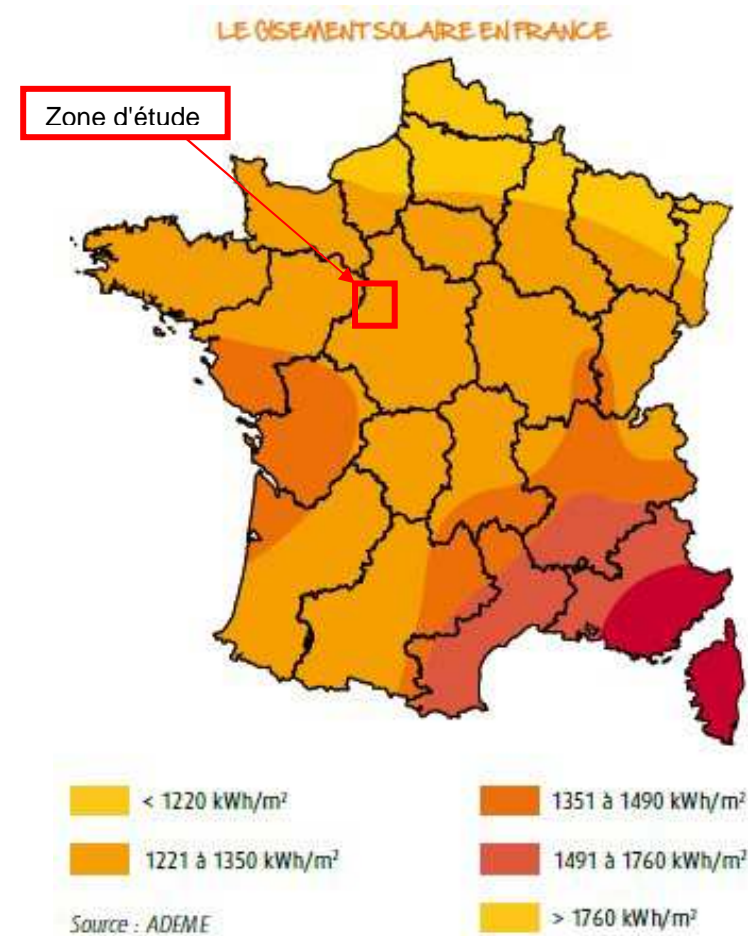 LE GISEMENT SOLAIRE EN FRANCE
Zone d'étude
< 1220 kWh/m²
1221 à 1350 kWh/m²
1351 à 1490 kWh/m²
1491 à 1760 kWh/m²
> 1760 kWh/m²
Source : ADEME